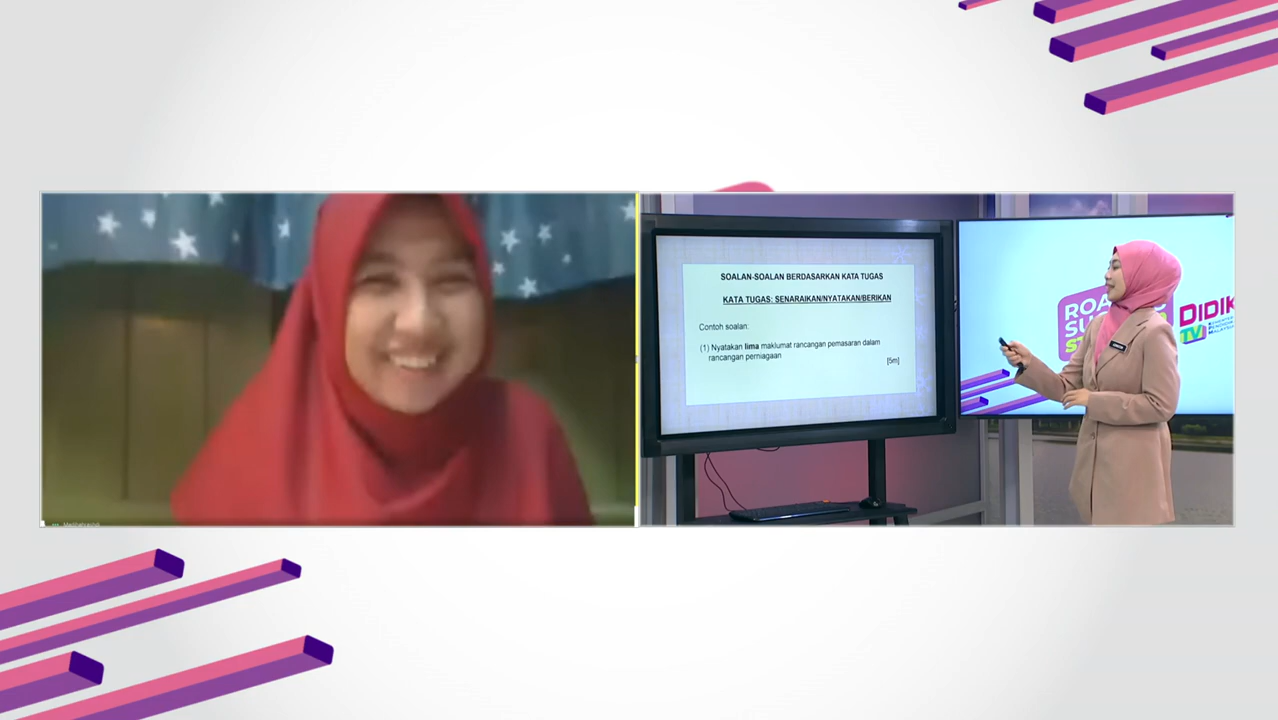 SOALAN-SOALAN BERDASARKAN KATA TUGAS
KATA TUGAS: SENARAIKAN/NYATAKAN/BERIKAN
Contoh soalan:
(1) Nyatakan lima maklumat rancangan pemasaran dalam
rancangan perniagaan
[5m]
DIDIK
TV